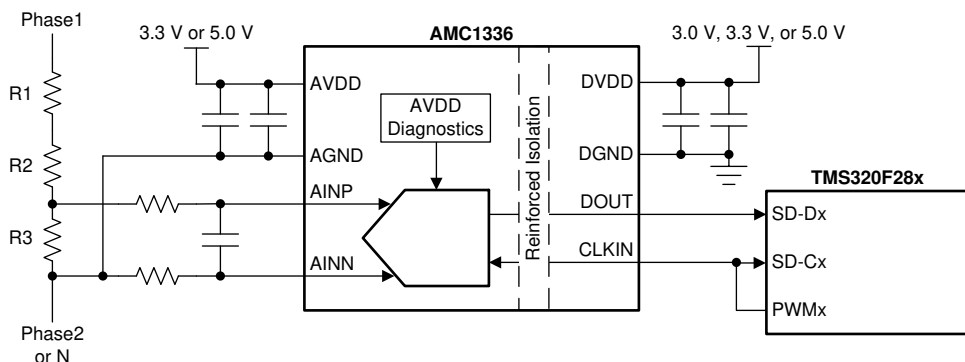 Phase1
3.3 V or 5.0 V
AMC1336
3.0 V, 3.3 V, or 5.0 V
R1
AVDD
DVDD
AVDD
Diagnostics
Reinforced Isolation
R2
AGND
DGND
TMS320F28x
AINP
DOUT
SD-Dx
R3
AINN
CLKIN
SD-Cx
PWMx
Phase2
or N